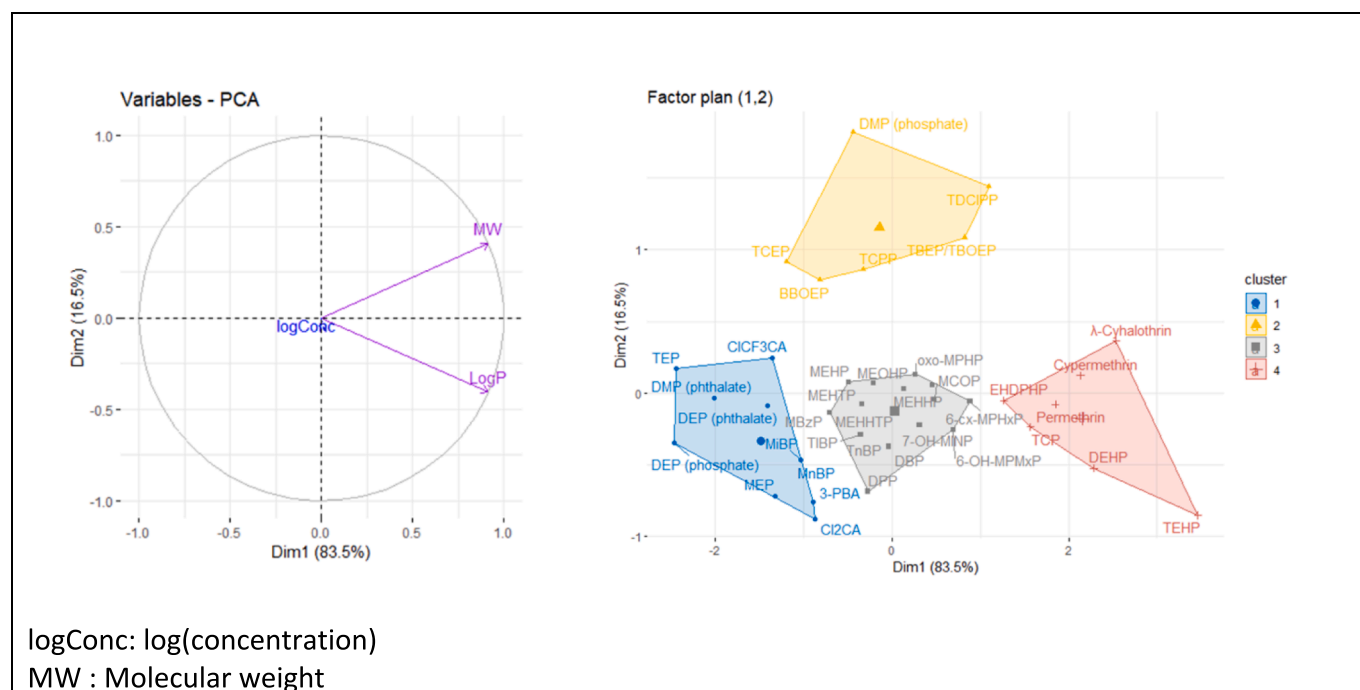 Variables - PCA
1.0
0.5
0.0
-0.5
-1.0
Dim2 (16.5%)
MW
logConc
LogP
-1.0
-0.5
0.0
0.5
1.0
Dim1 (83.5%)
Factor plan (1,2)
1
0
-1
Dim2 (16.5%)
DMP (phosphate)
TDCIPP
TCEP
TCPP
TBEP/TBOEP
BBOEP
TEP
ClCF3CA
DMP (phthalate)
DEP (phthalate)
MiBP
DEP (phosphate)
MnBP
MEP
3-PBA
Cl2CA
MEHP
MEOHP
oxo-MPHP
MCOP
MEHTP
MEHHP
MBzP
MEHHTP
6-cx-MPHxP
TIBP
TnBP
7-OH-MINP
DBP
6-OH-MPMxP
DPP
λ-Cyhalothrin
Cypermethrin
EHDPHP
Permethrin
TCP
DEHP
TEHP
-2
0
2
Dim1 (83.5%)
cluster
1
2
3
4
logConc: log(concentration)
MW : Molecular weight